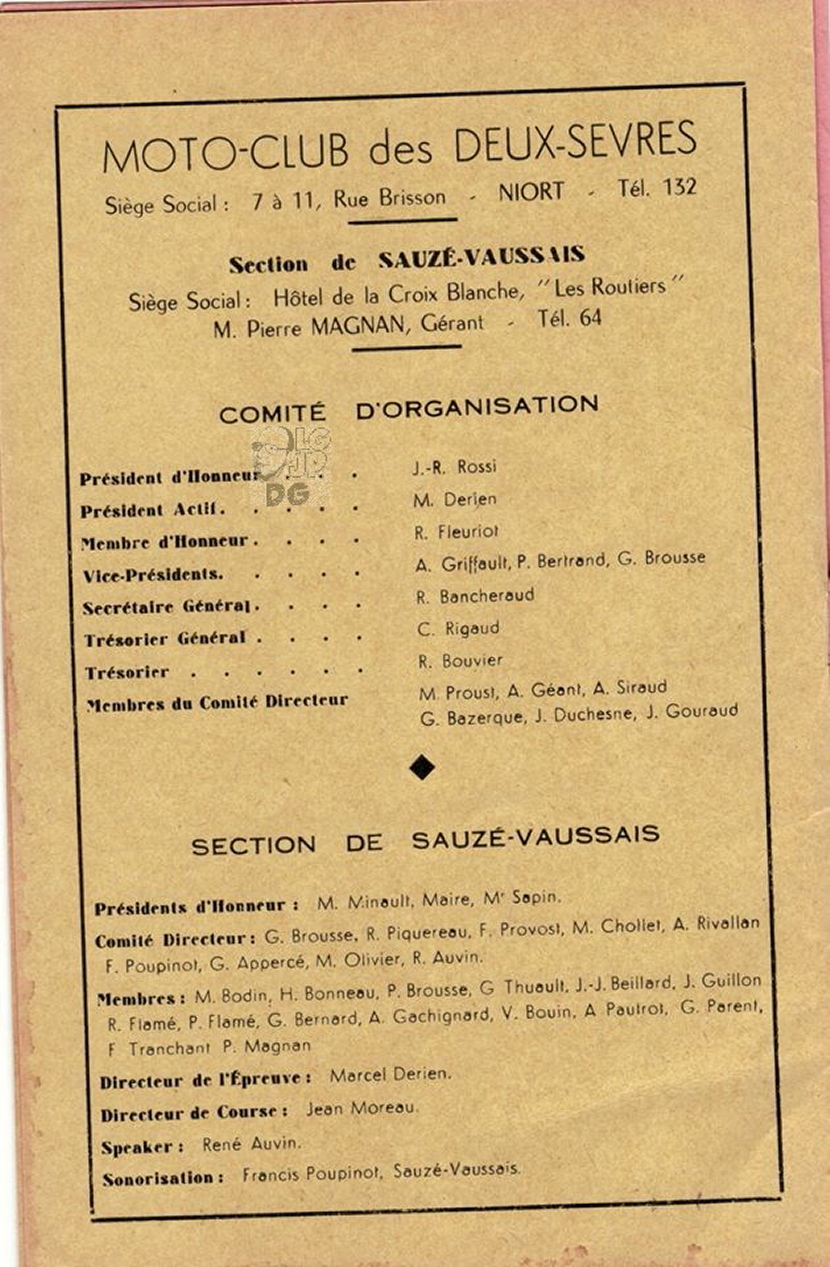 MOTO-CLUB des DEUX-SEVRES
Siège Social : 7 à 11, Rue Brisson - NIORT - Tél. 132
Section de SAUZÉ-VAUSSAIS
Siège Social : Hôtel de la Croix Blanche, "Les Routiers"
M. Pierre MAGNAN, Gérant - Tél. 64
COMITÉ D'ORGANISATION
LG
JP
DG
Président d'Honneur . . . J.-R. Rossi
Président Actif. . . . . M. Derien
Membre d'Honneur . . . . R. Fleuriot
Vice-Présidents. . . . . A. Griffault, P. Bertrand, G. Brousse
Secrétaire Général. . . . R. Bancheraud
Trésorier Général . . . . C. Rigaud
Trésorier . . . . . . R. Bouvier
Membres du Comité Directeur M. Proust, A. Géant, A. Siraud
G. Bazerque, J. Duchesne, J. Gouraud
SECTION DE SAUZÉ-VAUSSAIS
Présidents d'Honneur : M. Minault, Maire, Mr Sapin.
Comité Directeur : G. Brousse, R. Piquereau, F. Provost, M. Chollet, A. Rivallan
F. Poupinot, G. Appercé, M. Olivier, R. Auvin.
Membres : M. Bodin, H. Bonneau, P. Brousse, G Thuault, J.-J. Beillard, J. Guillon
R. Flamé, P. Flamé, G. Bernard, A. Gachignard, V. Bouin, A Pautrot, G. Parent,
F Tranchant P. Magnan
Directeur de l'Épreuve : Marcel Derien.
Directeur de Course : Jean Moreau.
Speaker : René Auvin.
Sonorisation : Francis Poupinot, Sauzé-Vaussais.